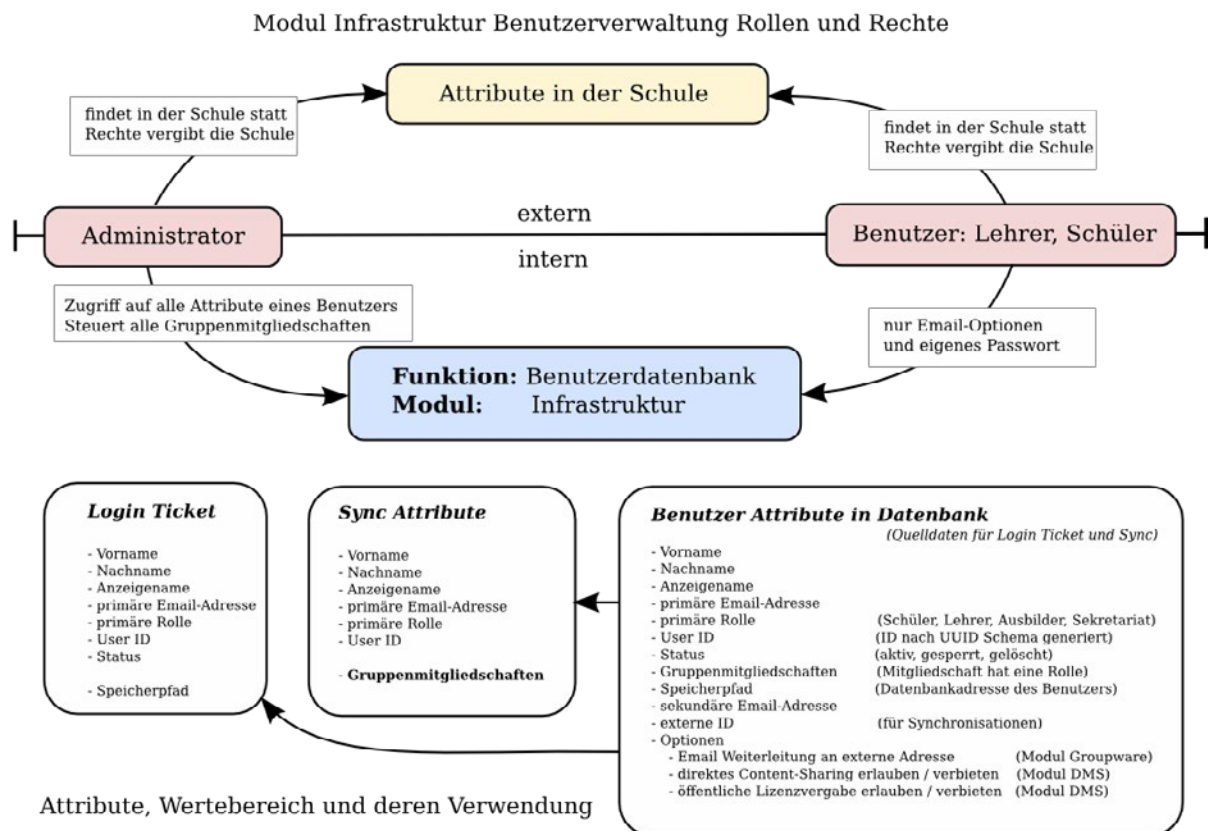 Modul Infrastruktur Benutzerverwaltung Rollen und Rechte
Attribute in der Schule
findet in der Schule statt
Rechte vergibt die Schule
findet in der Schule statt
Rechte vergibt die Schule
Administrator
extern
intern
Benutzer: Lehrer, Schüler
Zugriff auf alle Attribute eines Benutzers
Steuert alle Gruppenmitgliedschaften
nur Email-Optionen
und eigenes Passwort
Funktion: Benutzerdatenbank
Modul: Infrastruktur
Login Ticket
- Vorname
- Nachname
- Anzeigename
- primäre Email-Adresse
- primäre Rolle
- User ID
- Status
- Speicherpfad
Sync Attribute
- Vorname
- Nachname
- Anzeigename
- primäre Email-Adresse
- primäre Rolle
- User ID
- Gruppenmitgliedschaften
Benutzer Attribute in Datenbank
(Quelldaten für Login Ticket und Sync)
- Vorname
- Nachname
- Anzeigename
- primäre Email-Adresse
- primäre Rolle (Schüler, Lehrer, Ausbilder, Sekretariat)
- User ID (ID nach UUID Schema generiert)
- Status (aktiv, gesperrt, gelöscht)
- Gruppenmitgliedschaften (Mitgliedschaft hat eine Rolle)
- Speicherpfad (Datenbankadresse des Benutzers)
- sekundäre Email-Adresse
- externe ID (für Synchronisationen)
- Optionen
- Email Weiterleitung an externe Adresse (Modul Groupware)
- direktes Content-Sharing erlauben / verbieten (Modul DMS)
- öffentliche Lizenzvergabe erlauben / verbieten (Modul DMS)
Attribute, Wertebereich und deren Verwendung